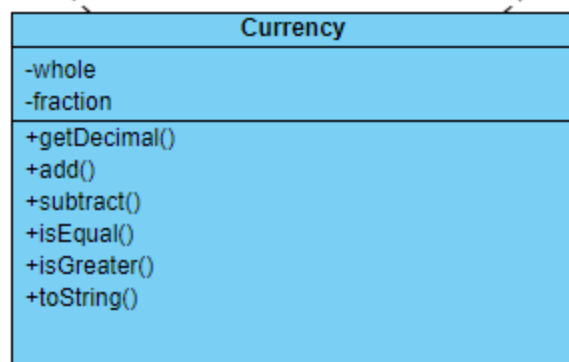 Currency
-whole
-fraction
+getDecimal()
+add()
+subtract()
+isEqual()
+isGreater()
+toString()